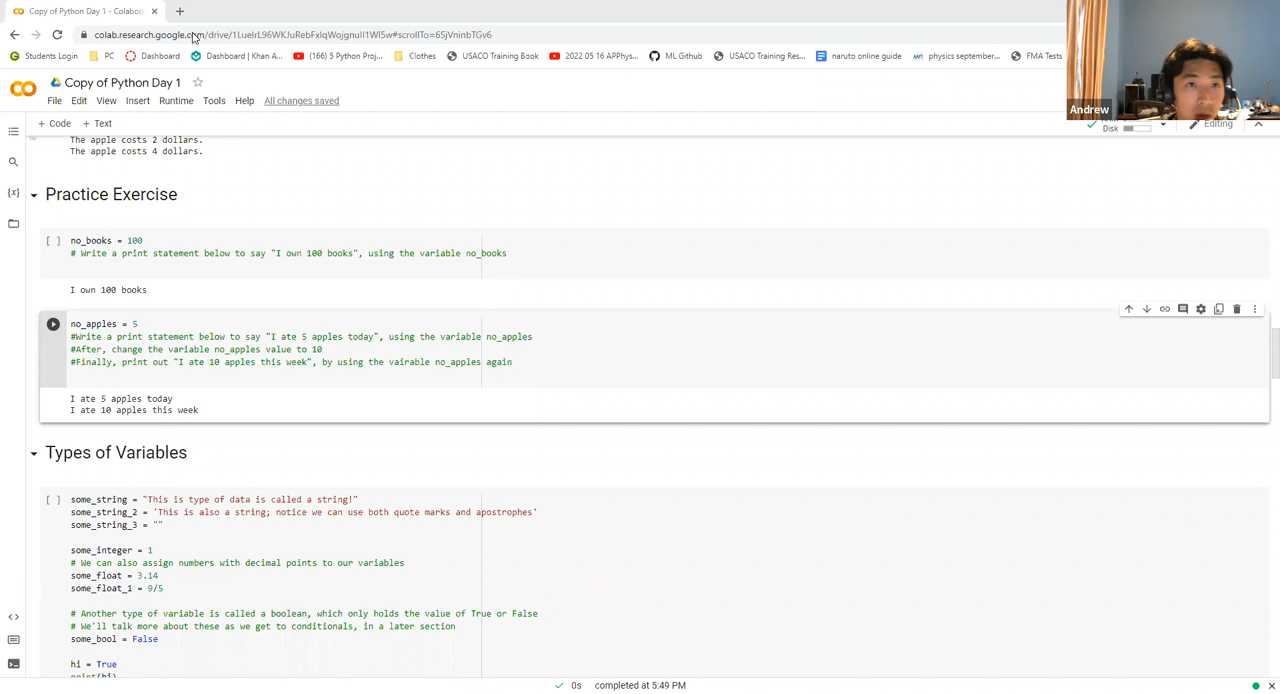 Copy of Python Day 1 - Colabor
colab.research.google.com/drive/1LuelrL96WKJuRebFxIqWojgnuIl1WI5w#scrollTo=6SjVninbTGv6
Students Login PC Dashboard Dashboard | Khan A... (166) 5 Python Proj... Clothes USACO Training Book 2022 05 16 APPhys... ML Github USACO Training Res... naruto online guide physics september... FMA Tests
Copy of Python Day 1
File Edit View Insert Runtime Tools Help All changes saved
Andrew
+ Code + Text
Disk Editing
The apple costs 2 dollars.
The apple costs 4 dollars.
Practice Exercise
[ ] no_books = 100
# Write a print statement below to say "I own 100 books", using the variable no_books
I own 100 books
no_apples = 5
#Write a print statement below to say "I ate 5 apples today", using the variable no_apples
#After, change the variable no_apples value to 10
#Finally, print out "I ate 10 apples this week", by using the vairable no_apples again
I ate 5 apples today
I ate 10 apples this week
Types of Variables
[ ] some_string = "This is type of data is called a string!"
some_string_2 = 'This is also a string; notice we can use both quote marks and apostrophes'
some_string_3 = ""
some_integer = 1
# We can also assign numbers with decimal points to our variables
some_float = 3.14
some_float_1 = 9/5
# Another type of variable is called a boolean, which only holds the value of True or False
# We'll talk more about these as we get to conditionals, in a later section
some_bool = False
hi = True
print(hi)
0s completed at 5:49 PM